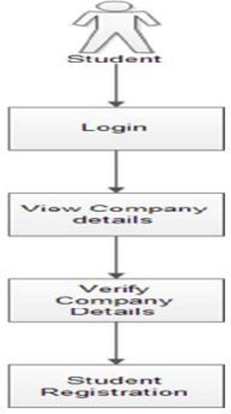 Student
Login
View Company
details
Verify
Company
Details
Student
Registration